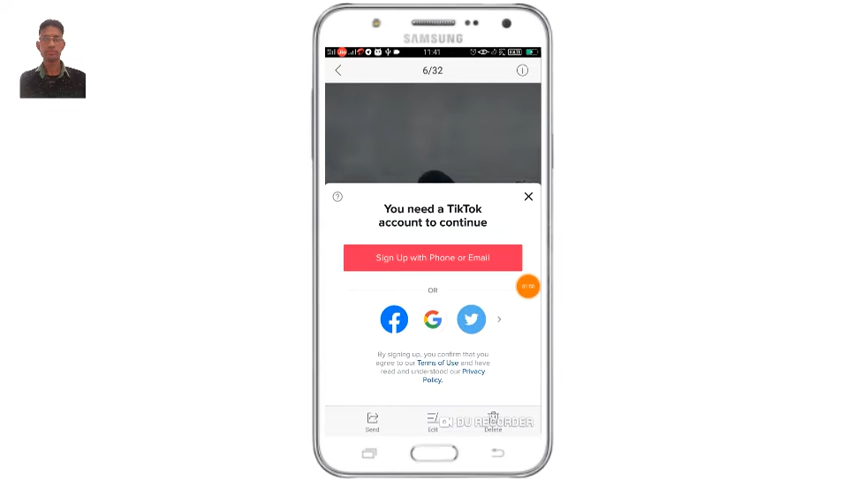 SAMSUNG
11:41
6/32
You need a TikTok
account to continue
Sign Up with Phone or Email
OR
By signing up, you confirm that you
agree to our Terms of Use and have
read and understood our Privacy
Policy.
Send
Edit
Delete
DU RECORDER